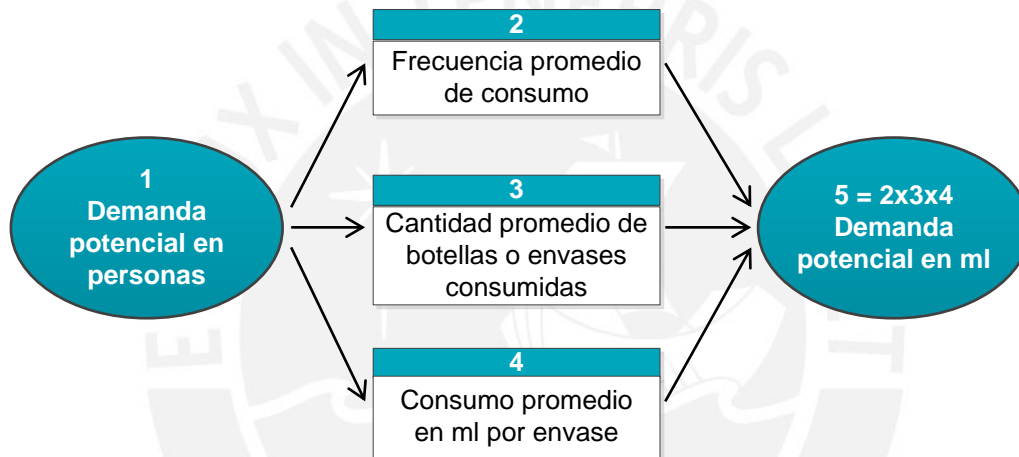 2
Frecuencia promedio
de consumo
1
Demanda
potencial en
personas
3
Cantidad promedio de
botellas o envases
consumidas
5 = 2x3x4
Demanda
potencial en ml
4
Consumo promedio
en ml por envase